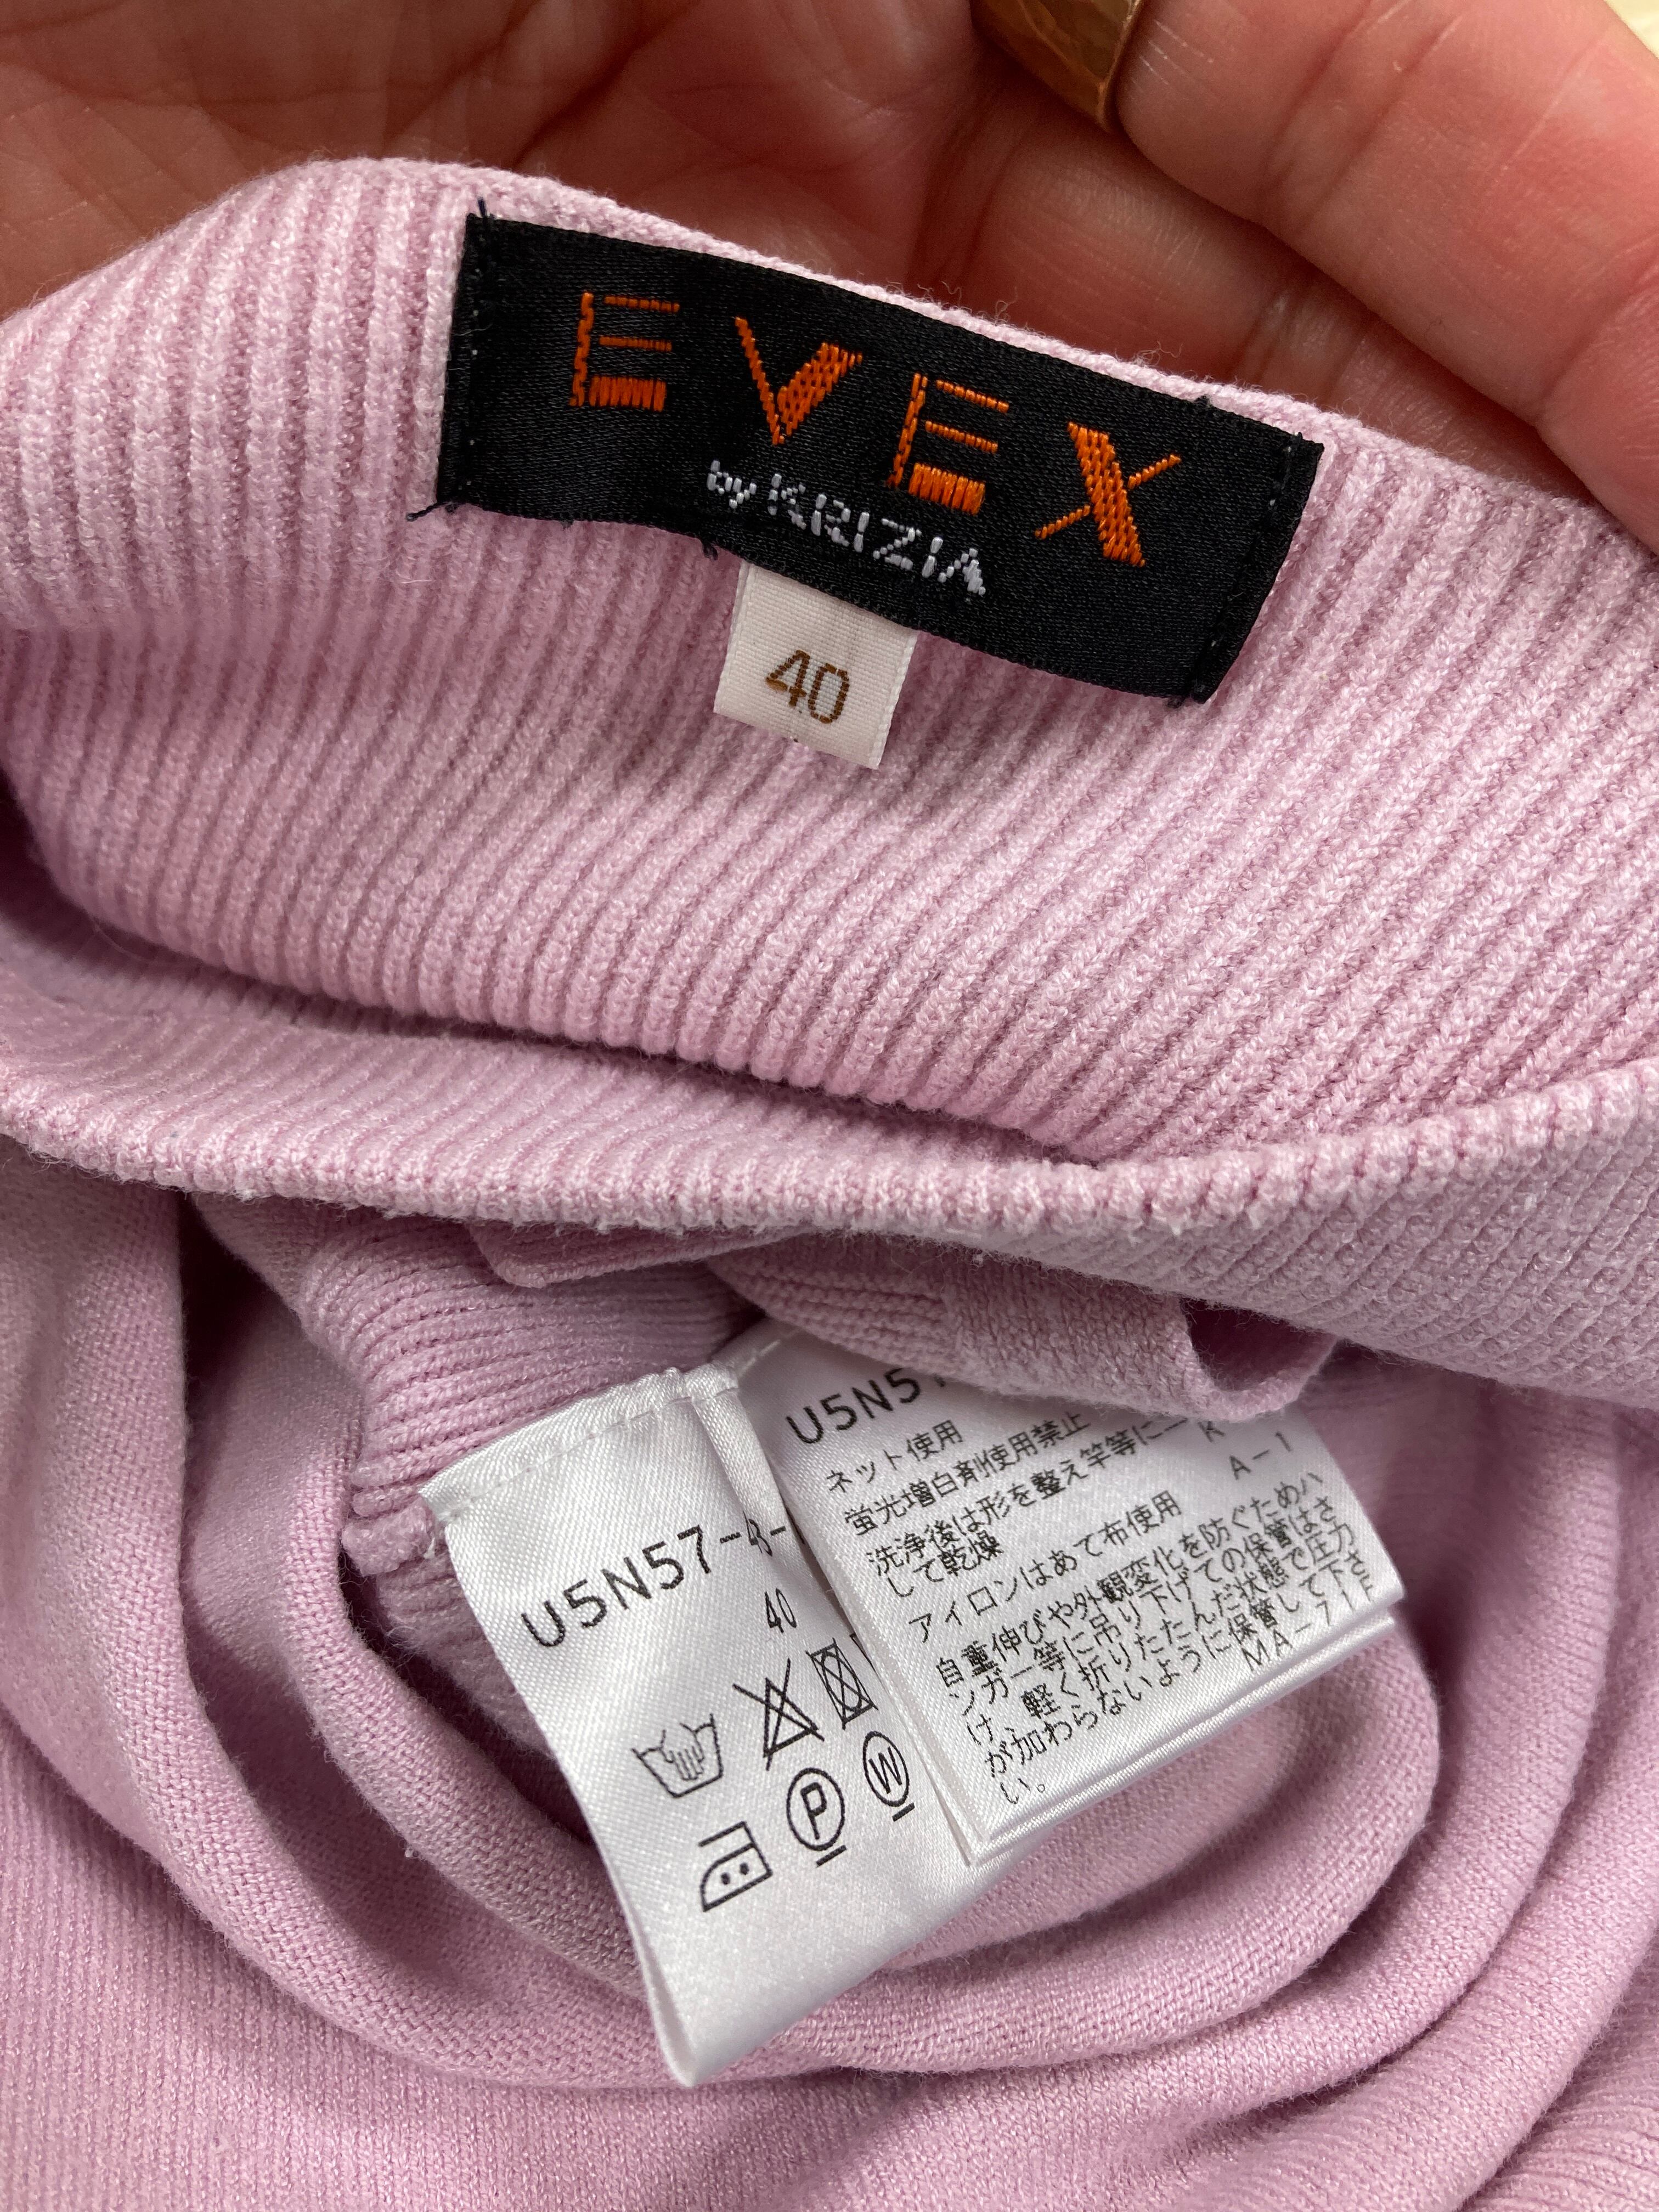 EVEX
by KRIZIA
40
U5N57-43-
40
P
W
U5N5
ネット使用
蛍光増白剤使用禁止
洗浄後は形を整え竿等に二
して乾燥
アイロンはあて布使用
K
A-1
自重伸びや外観変化を防ぐためハ
ンガー等に吊り下げての保管はさ
け 軽く折りたたんだ状態で圧力
が加わらないように保管して下さ
い。
MA-71F